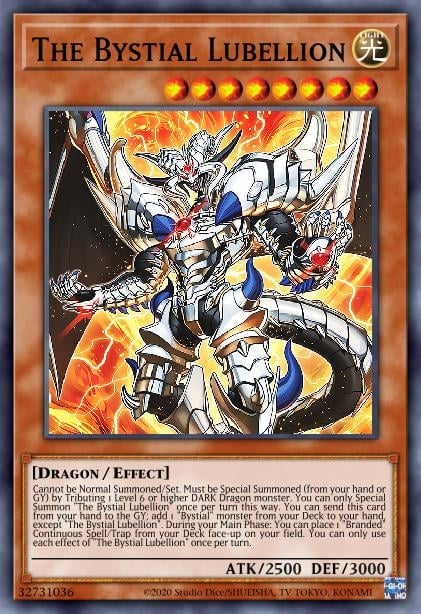 THE BYSTIAL LUBELLION
LIGHT
光
[DRAGON / EFFECT]
Cannot be Normal Summoned/Set. Must be Special Summoned (from your hand or
GY) by Tributing 1 Level 6 or higher DARK Dragon monster. You can only Special
Summon "The Bystial Lubellion" once per turn this way. You can send this card
from your hand to the GY; add 1 "Bystial" monster from your Deck to your hand,
except "The Bystial Lubellion". During your Main Phase: You can place 1 "Branded"
Continuous Spell/Trap from your Deck face-up on your field. You can only use
each effect of "The Bystial Lubellion" once per turn.
ATK/2500 DEF/3000
32731036
©2020 Studio Dice/SHUEISHA, TV TOKYO, KONAMI